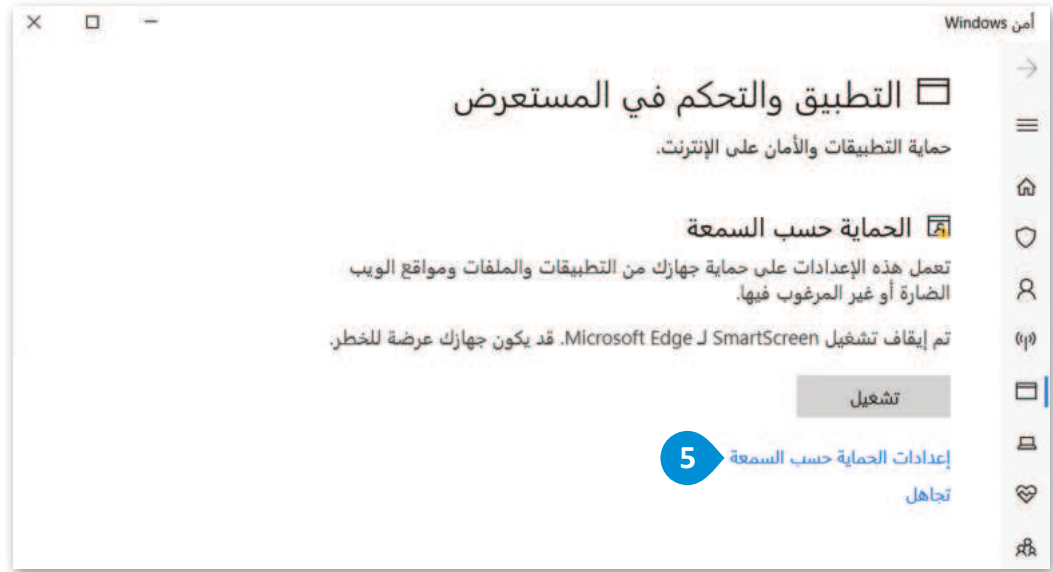 أمن Windows
التطبيق والتحكم في المستعرض
حماية التطبيقات والأمان على الإنترنت.
الحماية حسب السمعة
تعمل هذه الإعدادات على حماية جهازك من التطبيقات والملفات ومواقع الويب
الضارة أو غير المرغوب فيها.
تم إيقاف تشغيل SmartScreen لـ Microsoft Edge. قد يكون جهازك عرضة للخطر.
تشغيل
إعدادات الحماية حسب السمعة 5
تجاهل